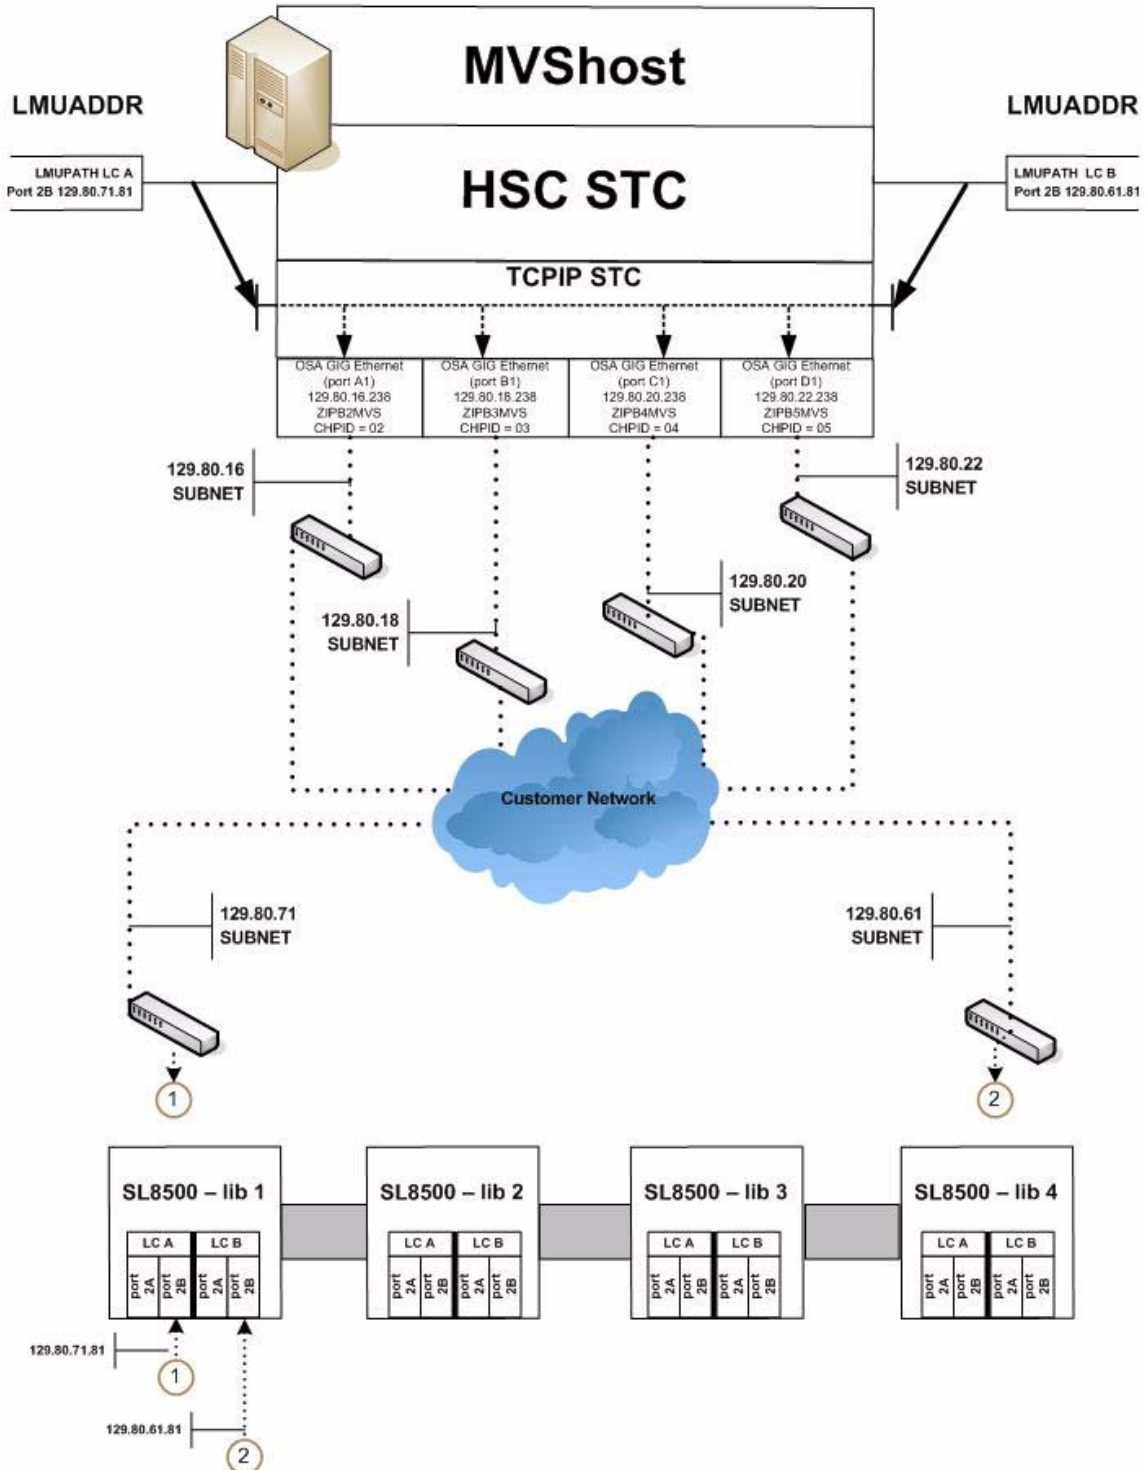 MVShost
LMUADDR
LMUADDR
LMUPATH LC A
Port 2B 129.80.71.81
HSC STC
LMUPATH LC B
Port 2B 129.80.61.81
TCPIP STC
OSA GIG Ethernet
(port A1)
129.80.16.238
ZIPB2MVS
CHPID = 02
OSA GIG Ethernet
(port B1)
129.80.18.238
ZIPB3MVS
CHPID = 03
OSA GIG Ethernet
(port C1)
129.80.20.238
ZIPB4MVS
CHPID = 04
OSA GIG Ethernet
(port D1)
129.80.22.238
ZIPB5MVS
CHPID = 05
129.80.16
SUBNET
129.80.22
SUBNET
129.80.20
SUBNET
129.80.18
SUBNET
Customer Network
129.80.71
SUBNET
129.80.61
SUBNET
1
2
SL8500 – lib 1
LC A
LC B
port 2A
port 2B
port 2A
port 2B
SL8500 – lib 2
LC A
LC B
port 2A
port 2B
port 2A
port 2B
SL8500 – lib 3
LC A
LC B
port 2A
port 2B
port 2A
port 2B
SL8500 – lib 4
LC A
LC B
port 2A
port 2B
port 2A
port 2B
129.80.71.81
1
129.80.61.81
2